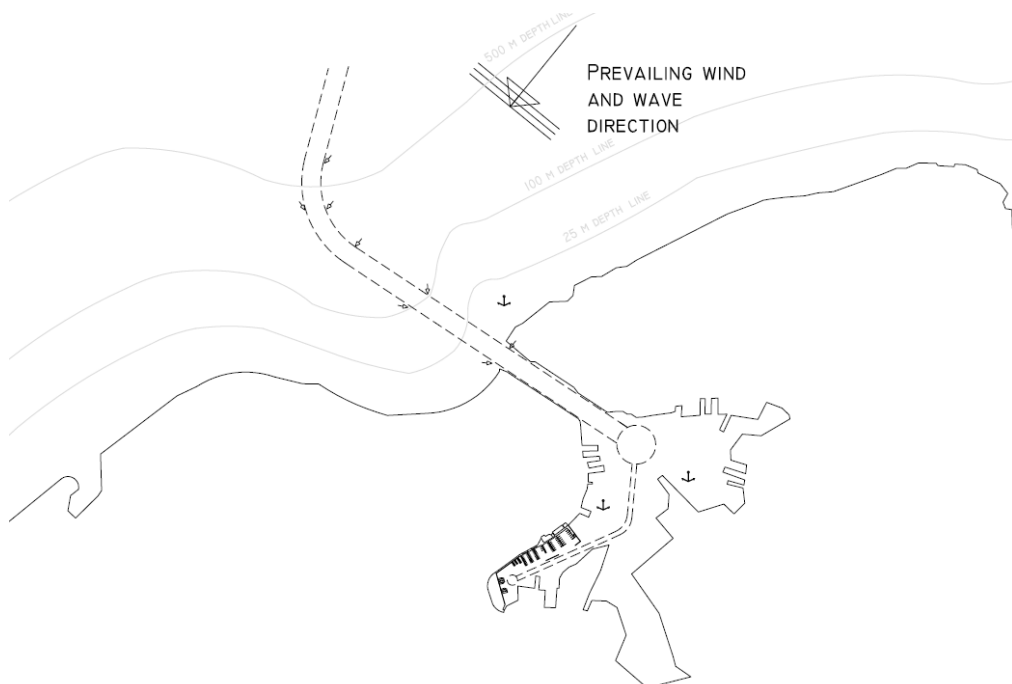 500 M DEPTH LINE
PREVAILING WIND
AND WAVE
DIRECTION
100 M DEPTH LINE
25 M DEPTH LINE